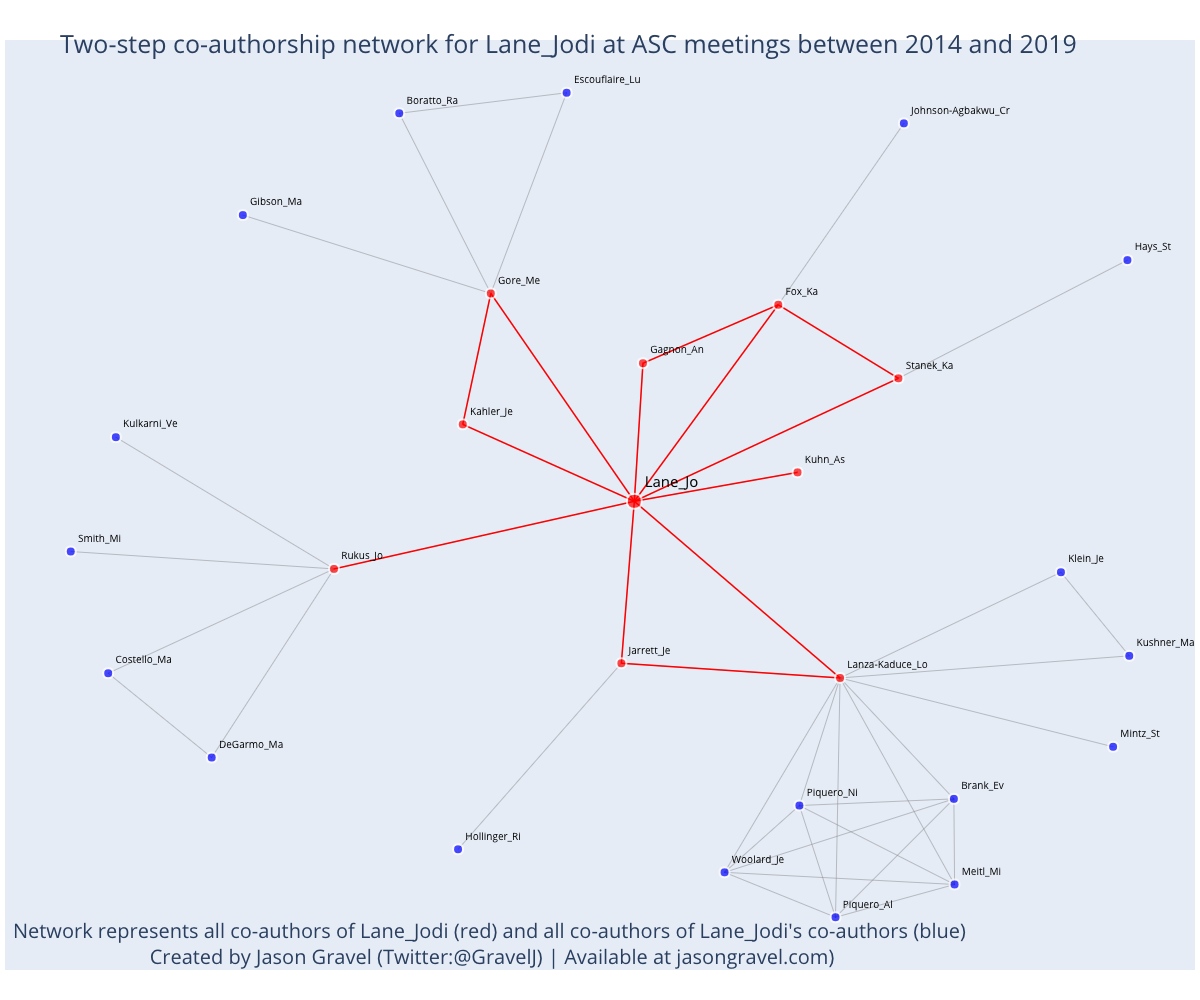 Two-step co-authorship network for Lane_Jodi at ASC meetings between 2014 and 2019
Escouflaire_Lu
Boratto_Ra
Johnson-Agbakwu_Cr
Gibson_Ma
Hays_St
Gore_Me
Fox_Ka
Gagnon_An
Stanek_Ka
Kahler_Je
Kulkarni_Ve
Kuhn_As
Lane_Jo
Smith_Mi
Rukus_Jo
Klein_Je
Kushner_Ma
Jarrett_Je
Costello_Ma
Lanza-Kaduce_Lo
Mintz_St
DeGarmo_Ma
Brank_Ev
Piquero_Ni
Hollinger_Ri
Woolard_Je
Meitl_Mi
Piquero_Al
Network represents all co-authors of Lane_Jodi (red) and all co-authors of Lane_Jodi's co-authors (blue)
Created by Jason Gravel (Twitter:@GravelJ) | Available at jasongravel.com)